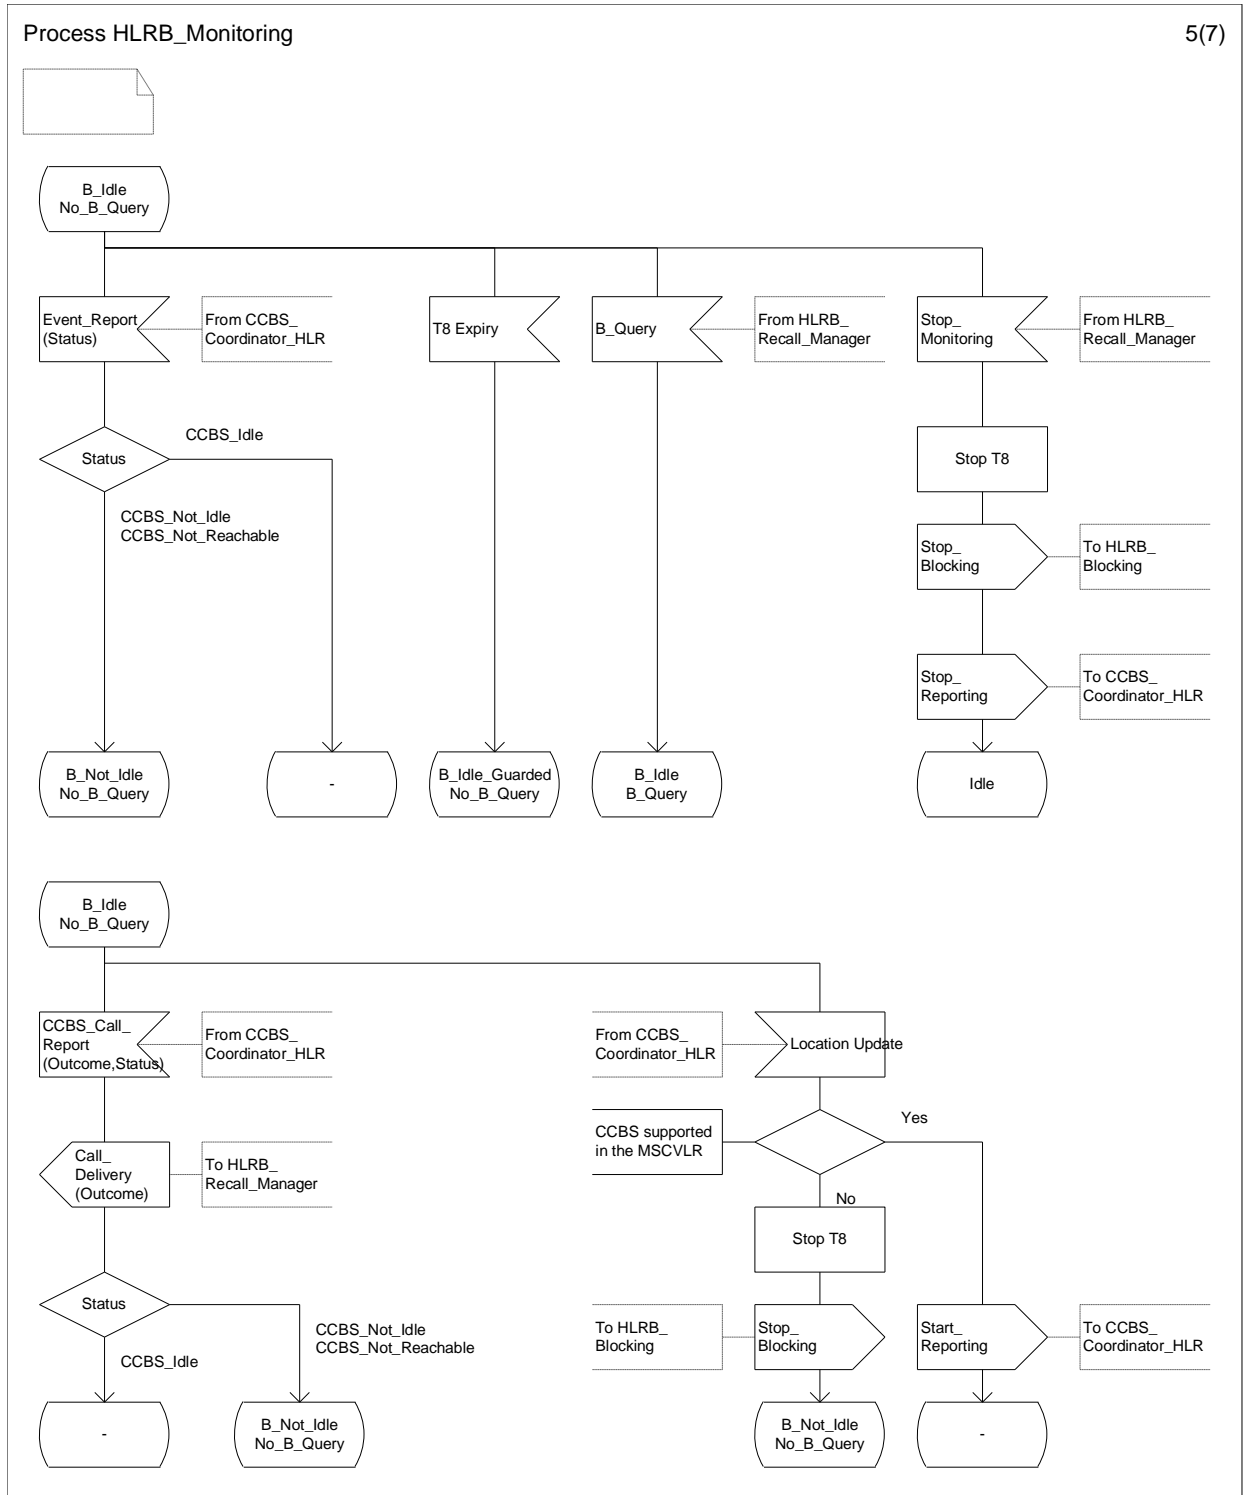 Process HLRB_Monitoring
5(7)
B_Idle
No_B_Query
Event_Report
(Status)
From CCBS_
Coordinator_HLR
T8 Expiry
B_Query
From HLRB_
Recall_Manager
Stop_
Monitoring
From HLRB_
Recall_Manager
Status
CCBS_Idle
CCBS_Not_Idle
CCBS_Not_Reachable
Stop T8
Stop_
Blocking
To HLRB_
Blocking
Stop_
Reporting
To CCBS_
Coordinator_HLR
B_Not_Idle
No_B_Query
-
B_Idle_Guarded
No_B_Query
B_Idle
B_Query
Idle
B_Idle
No_B_Query
CCBS_Call_
Report
(Outcome,Status)
From CCBS_
Coordinator_HLR
From CCBS_
Coordinator_HLR
Location Update
Call_
Delivery
(Outcome)
To HLRB_
Recall_Manager
CCBS supported
in the MSCVLR
Yes
No
Stop T8
Status
CCBS_Idle
CCBS_Not_Idle
CCBS_Not_Reachable
To HLRB_
Blocking
Stop_
Blocking
Start_
Reporting
To CCBS_
Coordinator_HLR
-
B_Not_Idle
No_B_Query
B_Not_Idle
No_B_Query
-